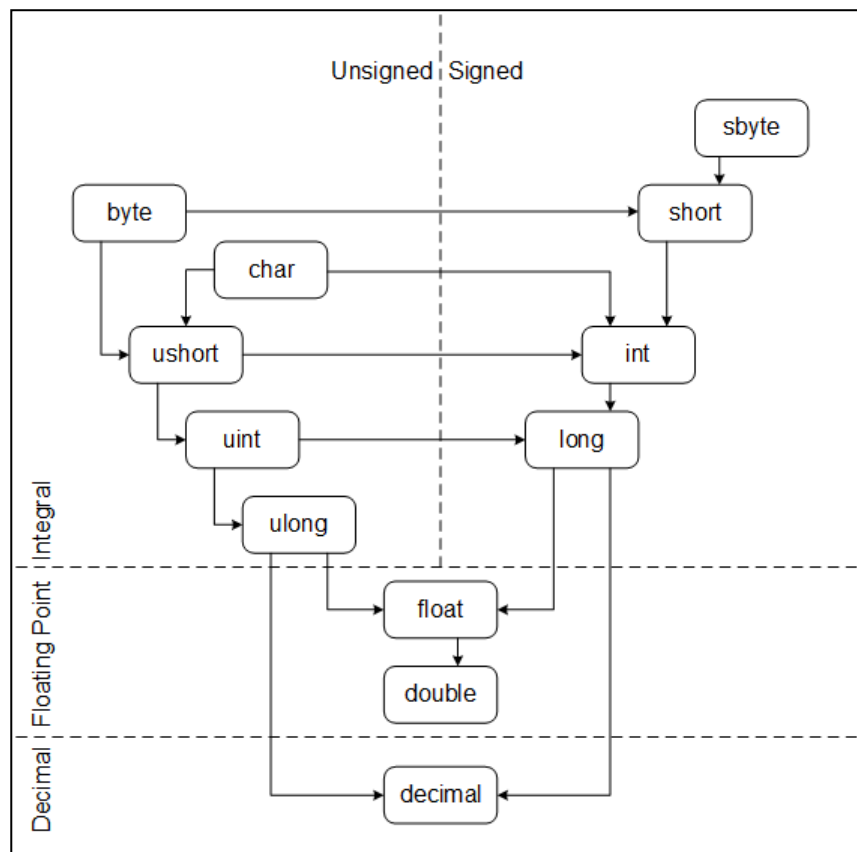 Unsigned Signed
sbyte
byte
short
char
ushort
int
uint
long
ulong
Integral
float
Floating Point
double
decimal
Decimal